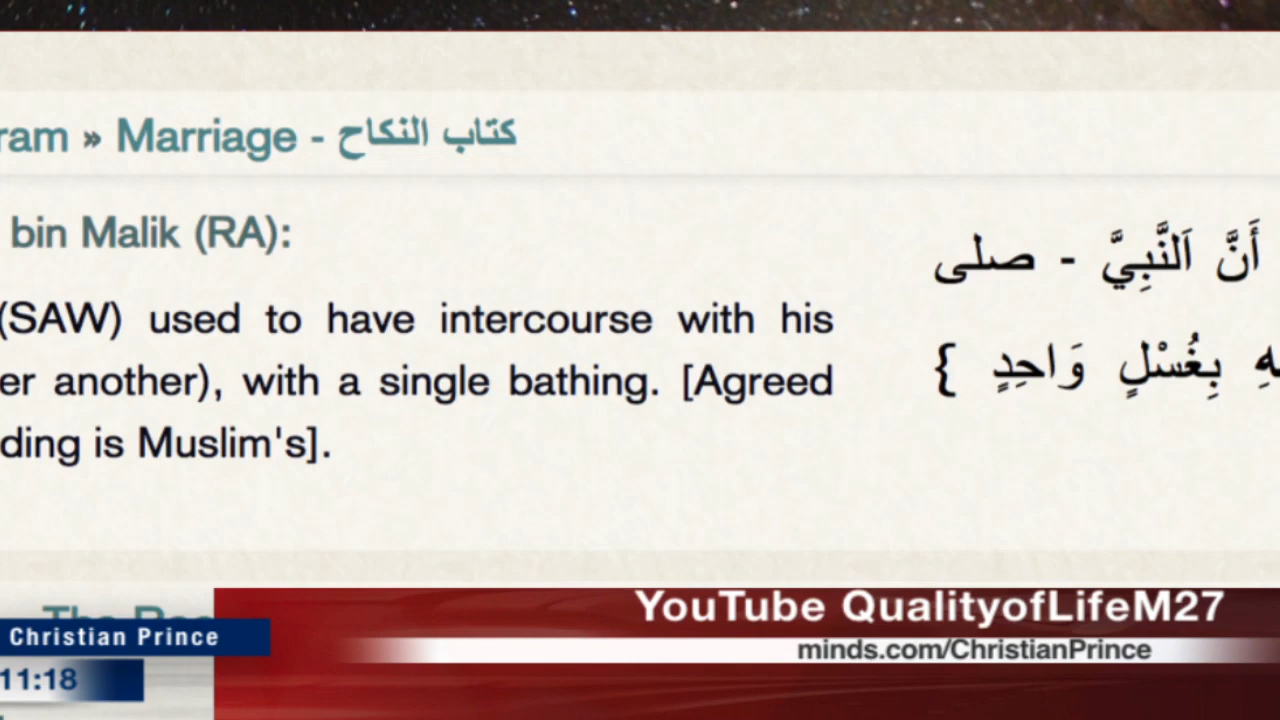 ram » Marriage - كتاب النكاح
bin Malik (RA):
(SAW) used to have intercourse with his
er another), with a single bathing. [Agreed
ding is Muslim's].
أَنَّ اَلنَّبِيَّ - صلى
هِ بِغُسْلٍ وَاحِدٍ }
Christian Prince
11:18
YouTube QualityofLifeM27
minds.com/ChristianPrince